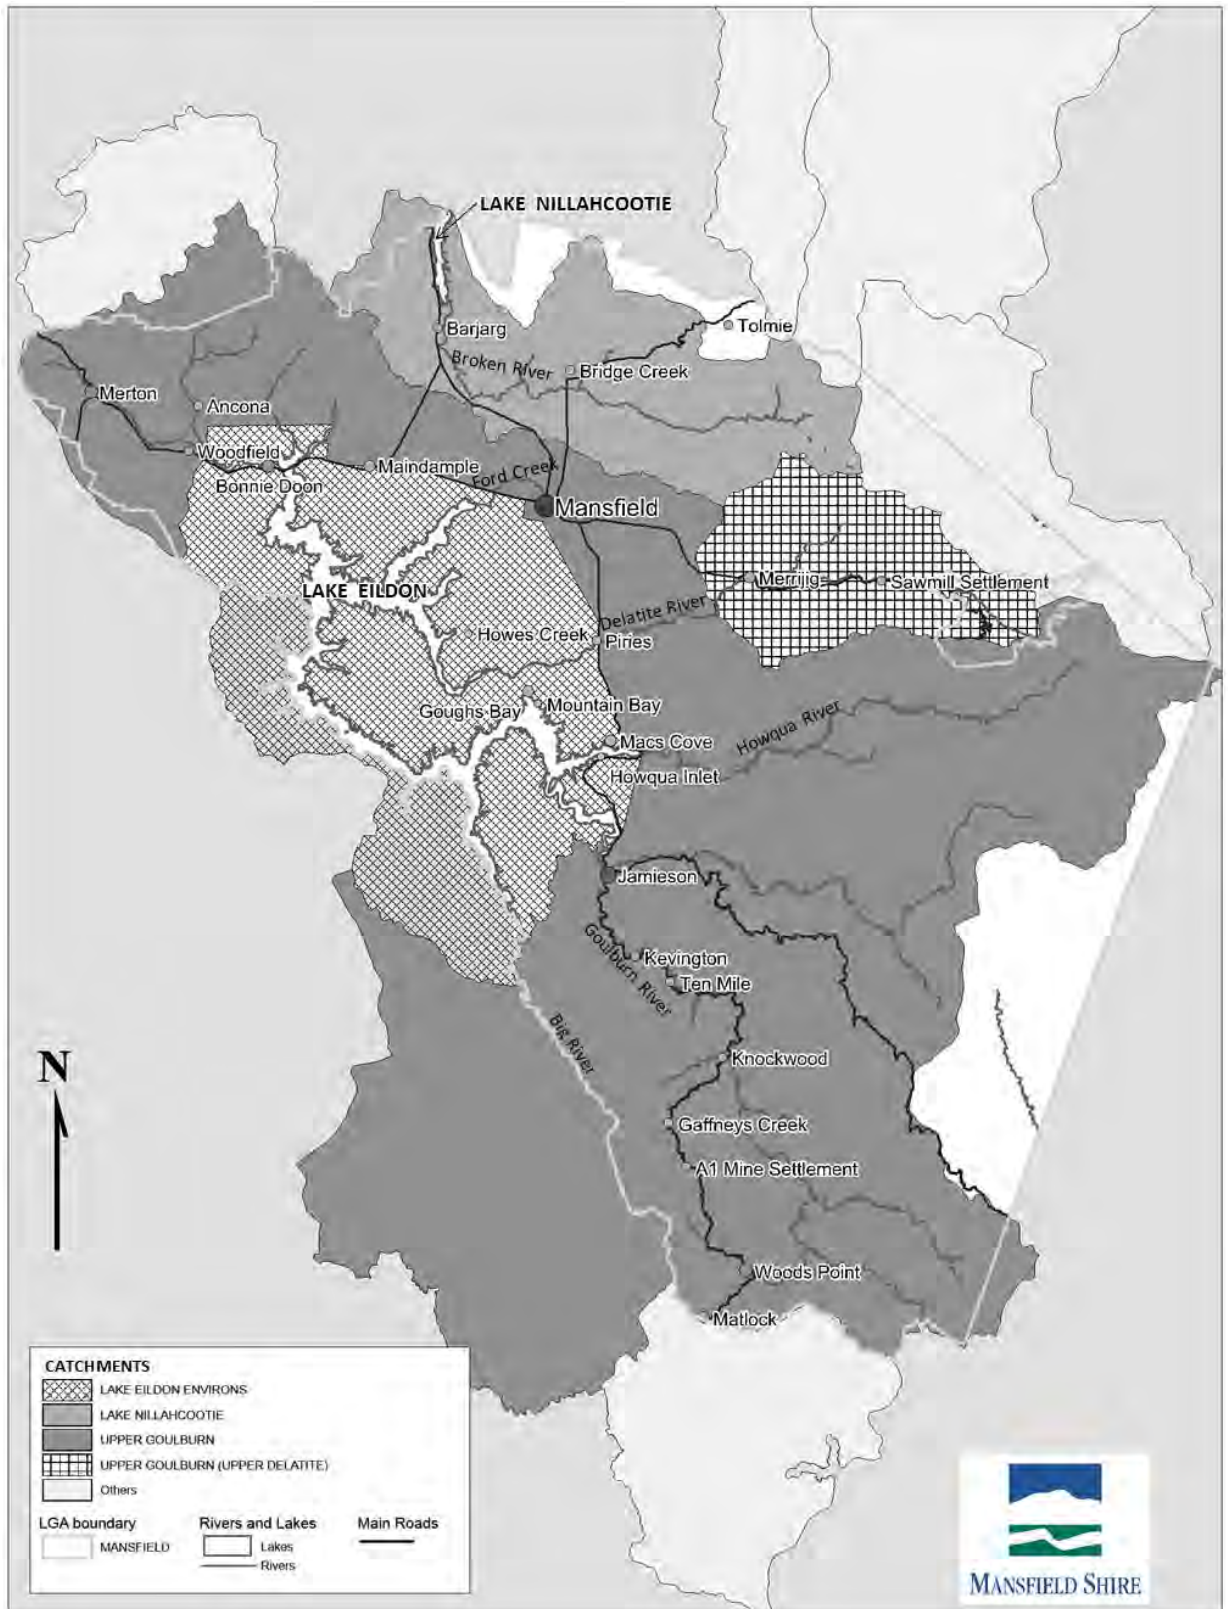 LAKE NILLAHCOOTIE
Tolmie
Barjarg
Broken River
Bridge Creek
Merton
Ancona
Woodfield
Maindample
Ford Creek
Bonnie Doon
Mansfield
Merrijig
Sawmill Settlement
LAKE EILDON
Delatite River
Howes Creek
Piries
Goughs Bay
Mountain Bay
Howqua River
Macs Cove
Howqua Inlet
Jamieson
Goulburn River
Kevington
Ten Mile
Big River
N
Knockwood
Gaffneys Creek
A1 Mine Settlement
Woods Point
Matlock
CATCHMENTS
LAKE EILDON ENVIRONS
LAKE NILLAHCOOTIE
UPPER GOULBURN
UPPER GOULBURN (UPPER DELATITE)
Others
LGA boundary
MANSFIELD
Rivers and Lakes
Lakes
Rivers
Main Roads
MANSFIELD SHIRE